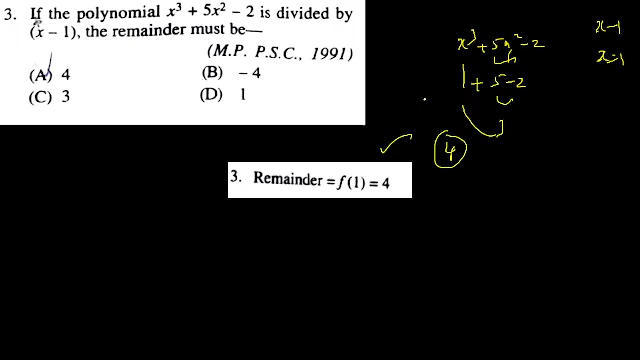 3. If the polynomial x³ + 5x² − 2 is divided by
(x − 1), the remainder must be—
(M.P. P.S.C., 1991)
(A) 4 (B) − 4
(C) 3 (D) 1
x³ + 5x² − 2
1 + 5 − 2
3
4
x − 1
x = 1
3. Remainder = f(1) = 4